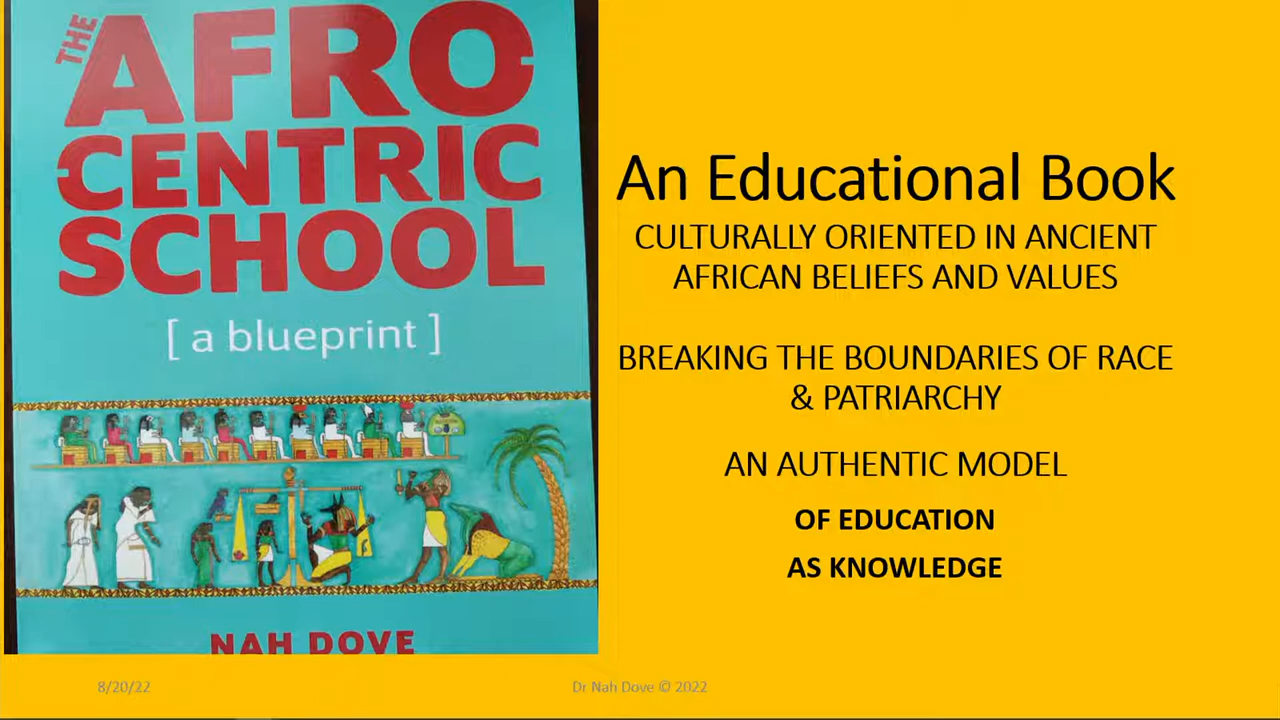 THE
AFRO
CENTRIC
SCHOOL
[ a blueprint ]
NAH DOVE
An Educational Book
CULTURALLY ORIENTED IN ANCIENT
AFRICAN BELIEFS AND VALUES
BREAKING THE BOUNDARIES OF RACE
& PATRIARCHY
AN AUTHENTIC MODEL
OF EDUCATION
AS KNOWLEDGE
8/20/22
Dr Nah Dove © 2022